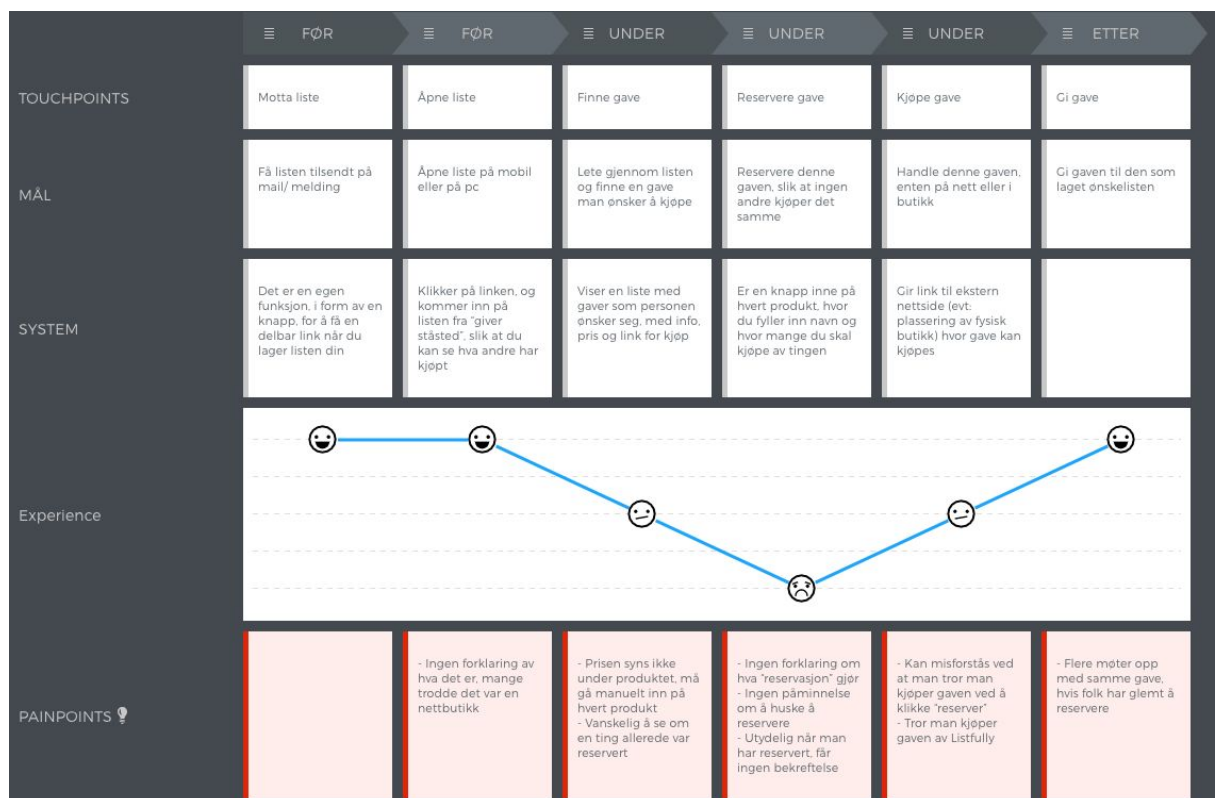 FØR
FØR
UNDER
UNDER
UNDER
ETTER
TOUCHPOINTS
Motta liste
Åpne liste
Finne gave
Reservere gave
Kjøpe gave
Gi gave
MÅL
Få listen tilsendt på
mail/ melding
Åpne liste på mobil
eller på pc
Lete gjennom listen
og finne en gave
man ønsker å kjøpe
Reservere denne
gaven, slik at ingen
andre kjøper det
samme
Handle denne gaven,
enten på nett eller i
butikk
Gi gaven til den som
laget ønskelisten
SYSTEM
Det er en egen
funksjon, i form av en
knapp, for å få en
delbar link når du
lager listen din
Klikker på linken, og
kommer inn på
listen fra "giver
ståsted", slik at du
kan se hva andre har
kjøpt
Viser en liste med
gaver som personen
ønsker seg, med info,
pris og link for kjøp
Er en knapp inne på
hvert produkt, hvor
du fyller inn navn og
hvor mange du skal
kjøpe av tingen
Gir link til ekstern
nettside (evt:
plassering av fysisk
butikk) hvor gave kan
kjøpes
Experience
PAINPOINTS
- Ingen forklaring av
hva det er, mange
trodde det var en
nettbutikk
- Prisen syns ikke
under produktet, må
gå manuelt inn på
hvert produkt
- Vanskelig å se om
en ting allerede var
reservert
- Ingen forklaring om
hva "reservasjon" gjør
- Ingen påminnelse
om å huske å
reservere
- Utydelig når man
har reservert, får
ingen bekreftelse
- Kan misforstås ved
at man tror man
kjøper gaven ved å
klikke "reserver"
- Tror man kjøper
gaven av Listfully
- Flere møter opp
med samme gave,
hvis folk har glemt å
reservere